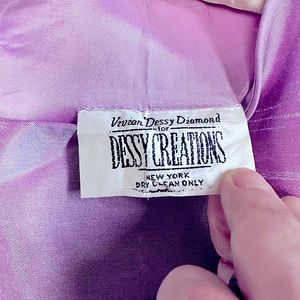 Vivian Dessy Diamond
for
DESSY CREATIONS
NEW YORK
DRY CLEAN ONLY